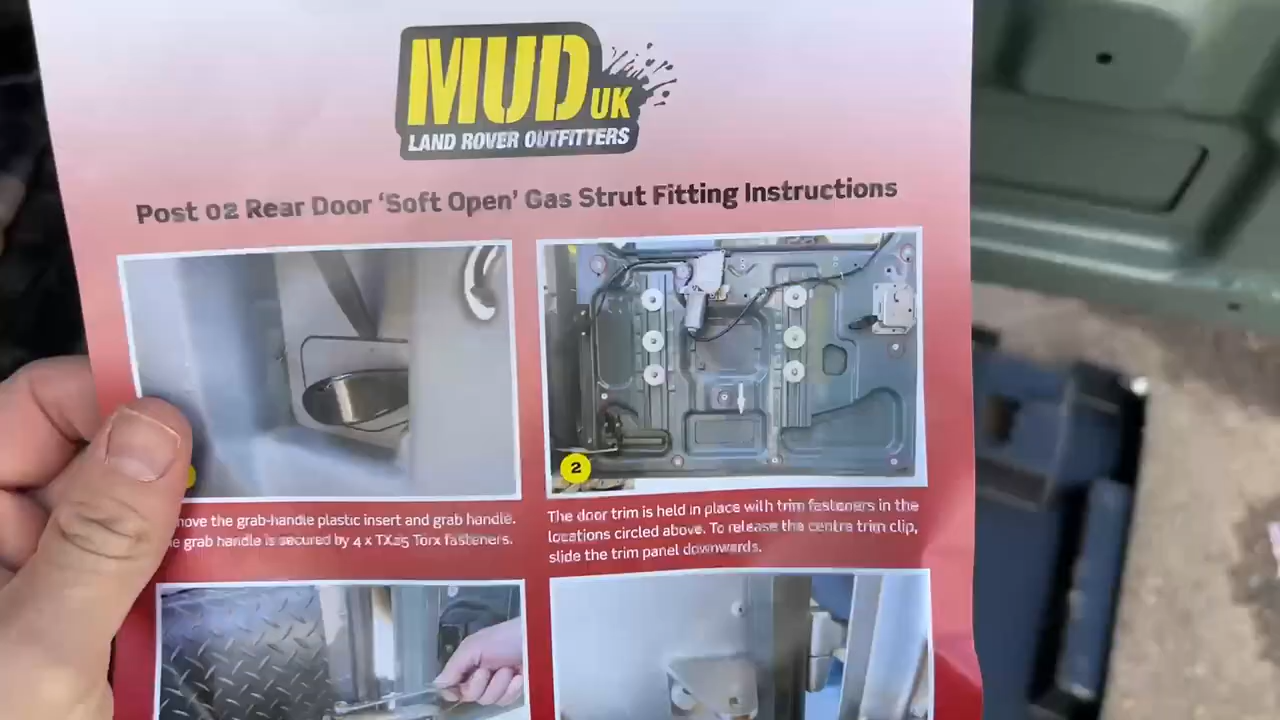 MUD UK
LAND ROVER OUTFITTERS
Post 02 Rear Door ‘Soft Open’ Gas Strut Fitting Instructions
2
move the grab-handle plastic insert and grab handle.
e grab handle is secured by 4 x TX25 Torx fasteners.
The door trim is held in place with trim fasteners in the
locations circled above. To release the centre trim clip,
slide the trim panel downwards.